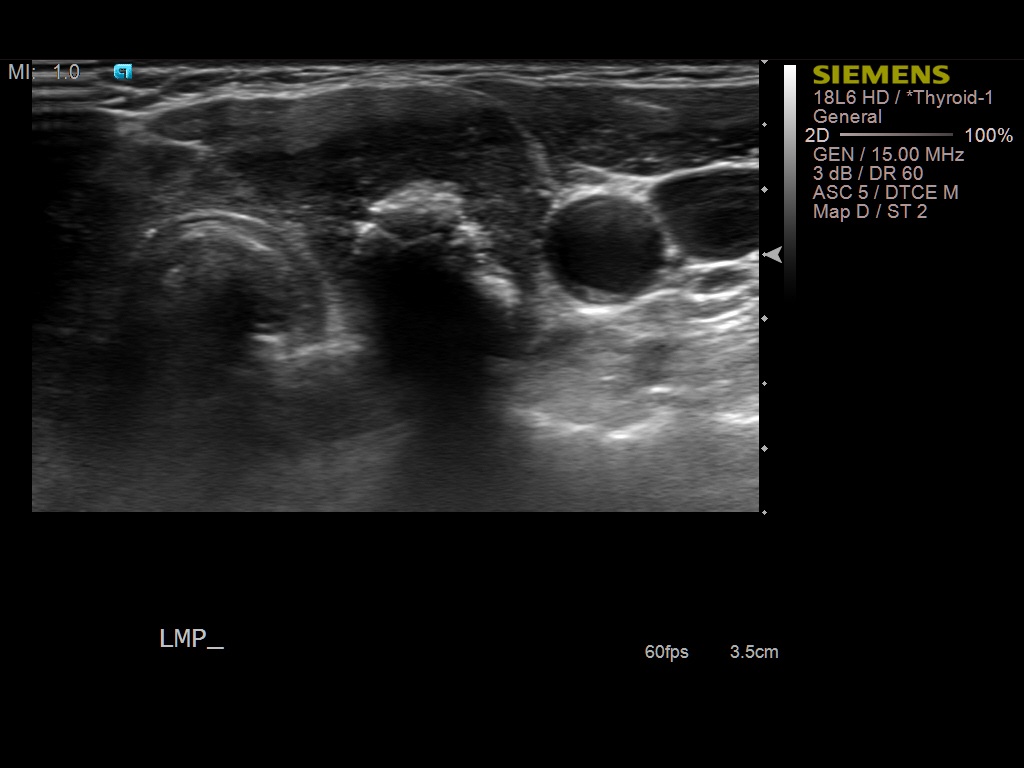 MI: 1.0
SIEMENS
18L6 HD / *Thyroid-1
General
2D 100%
GEN / 15.00 MHz
3 dB / DR 60
ASC 5 / DTCE M
Map D / ST 2
LMP_
60fps 3.5cm